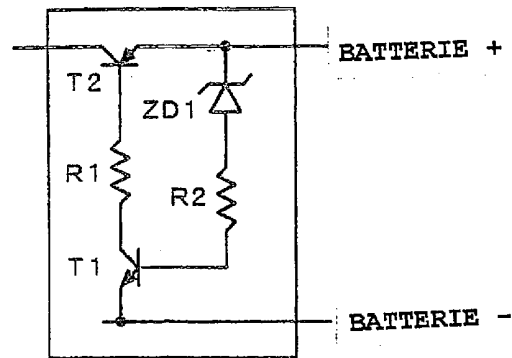 BATTERIE +
T2
ZD1
R1
R2
T1
BATTERIE -